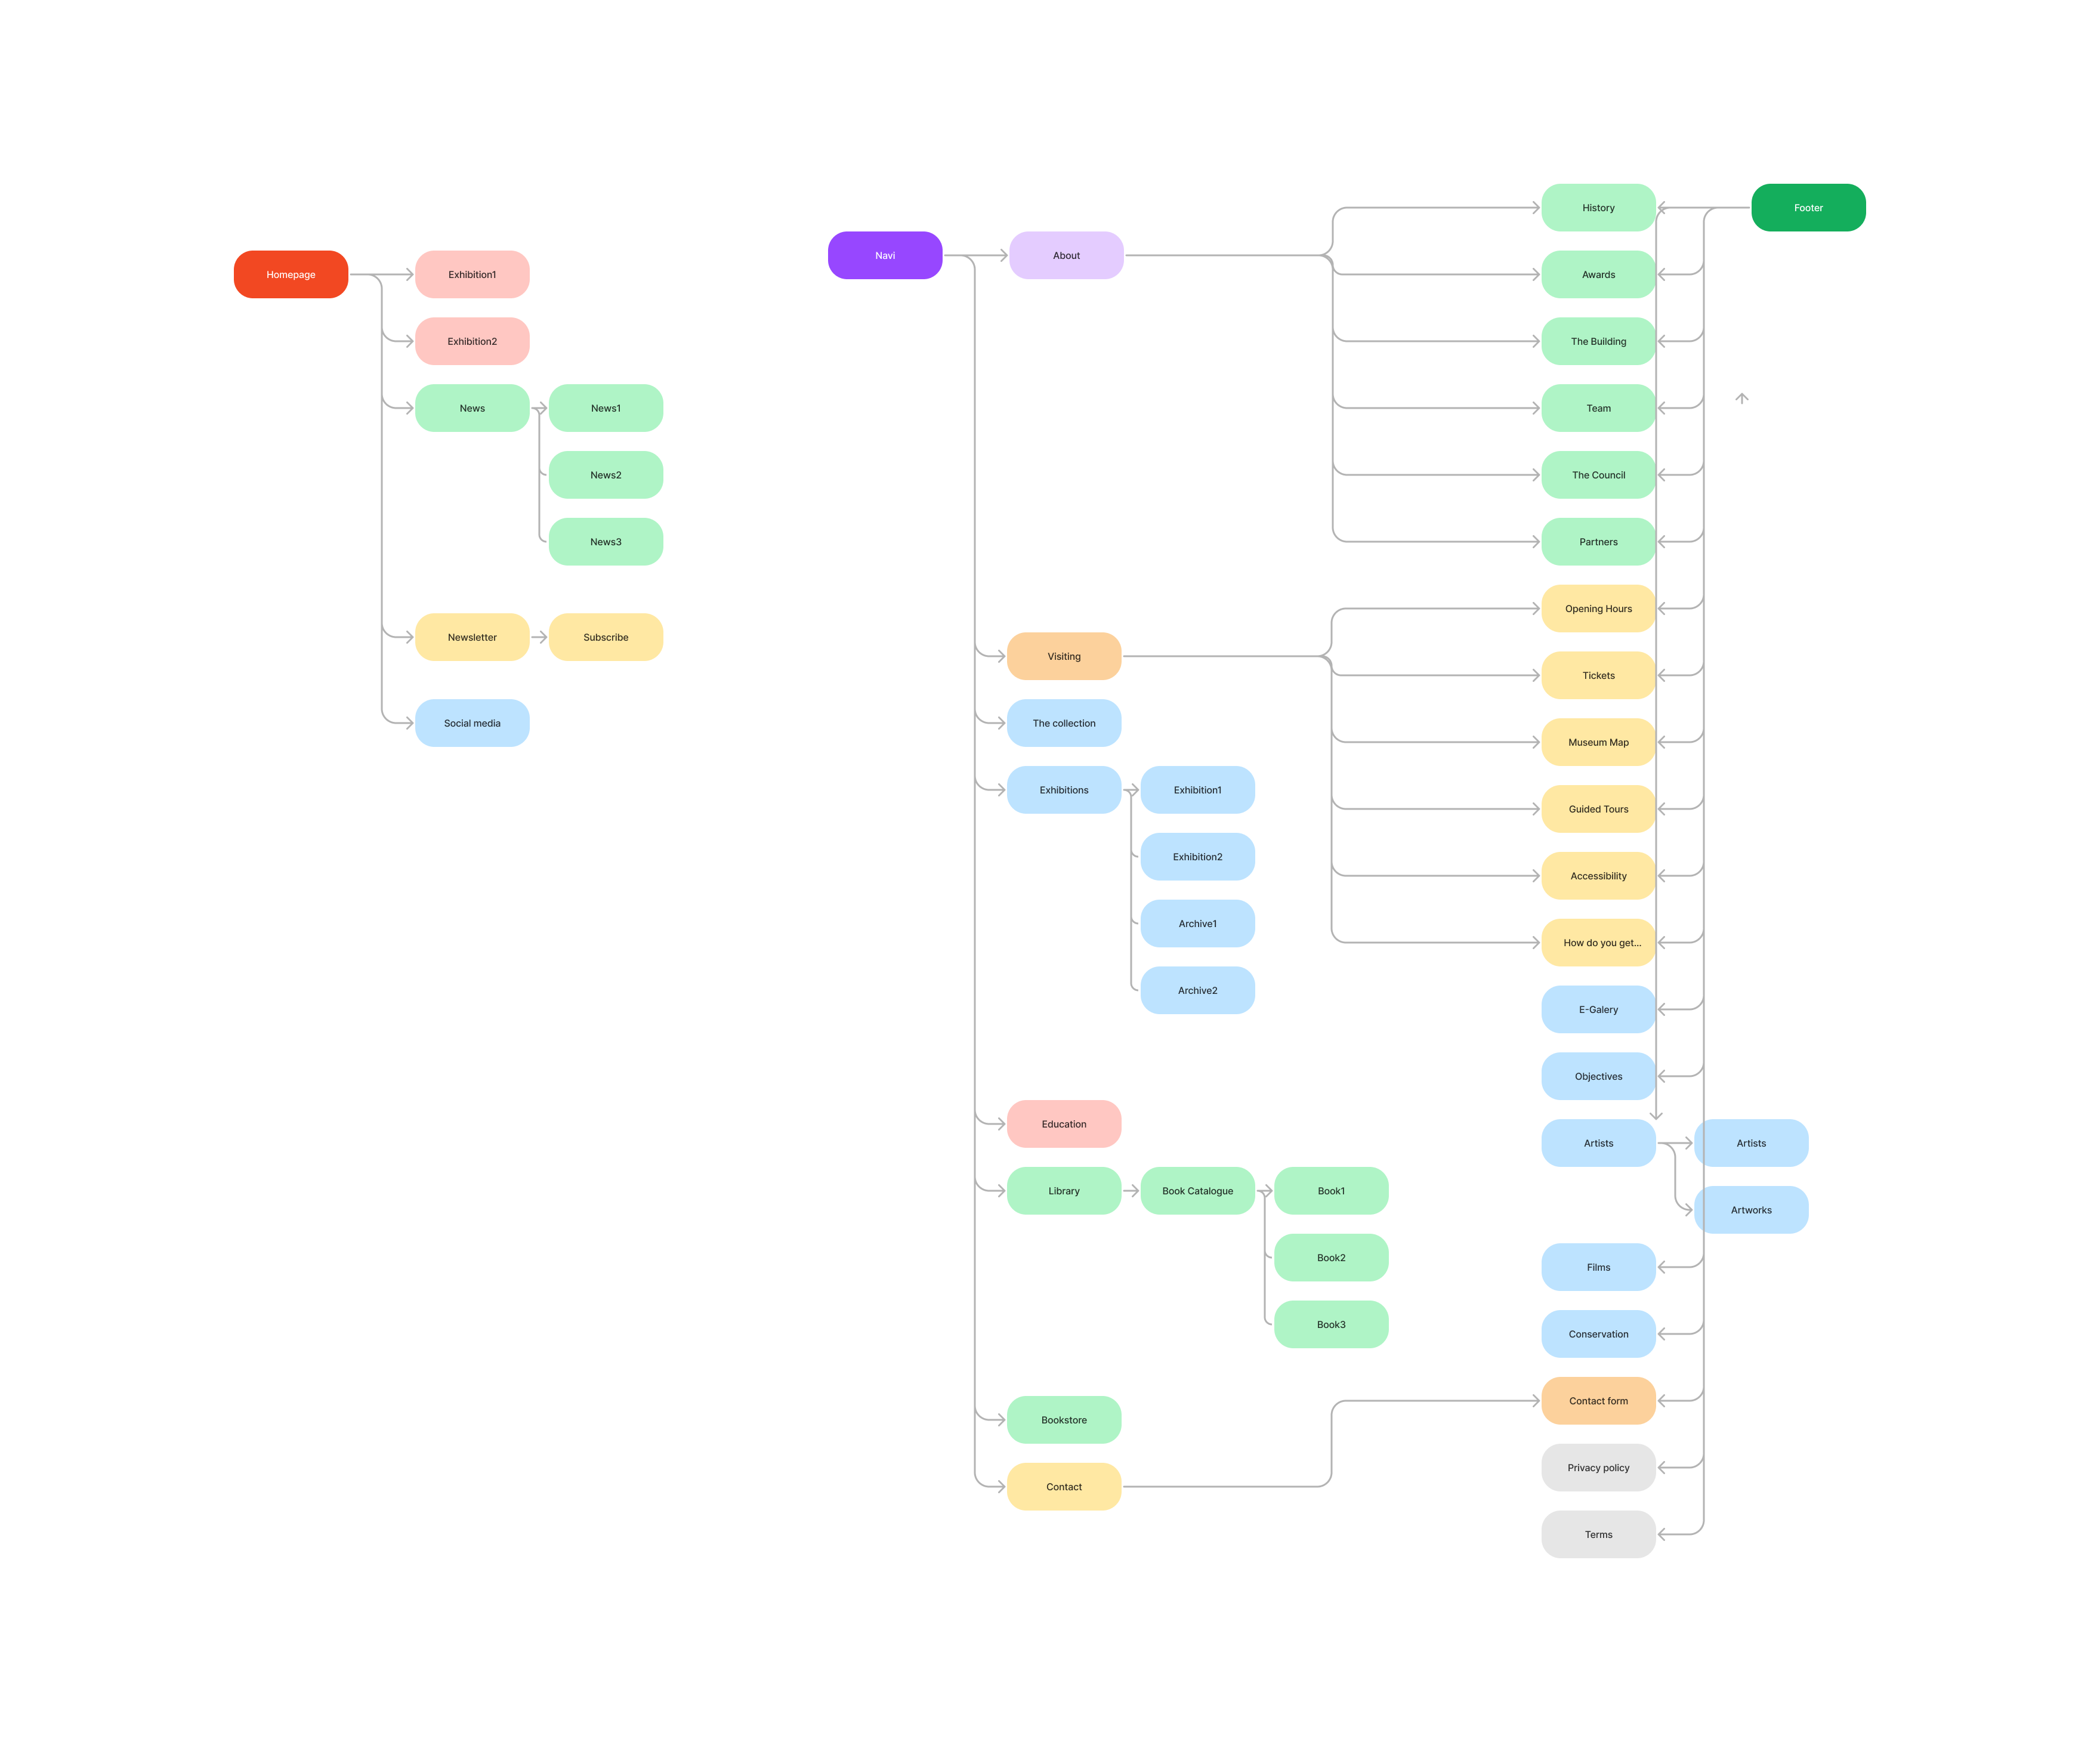 Homepage
Exhibition1
Exhibition2
News
News1
News2
News3
Newsletter
Subscribe
Social media
Navi
About
Visiting
The collection
Exhibitions
Exhibition1
Exhibition2
Archive1
Archive2
Education
Library
Book Catalogue
Book1
Book2
Book3
Bookstore
Contact
History
Footer
Awards
The Building
Team
The Council
Partners
Opening Hours
Tickets
Museum Map
Guided Tours
Accessibility
How do you get...
E-Galery
Objectives
Artists
Artists
Artworks
Films
Conservation
Contact form
Privacy policy
Terms